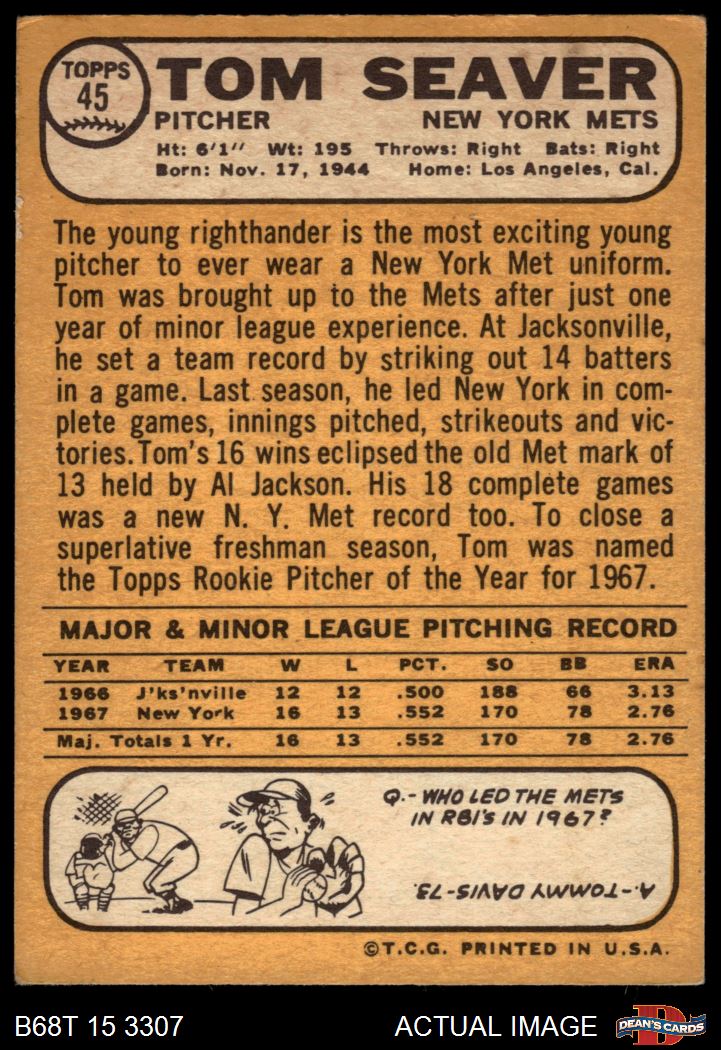 TOPPS
45
TOM SEAVER
PITCHER NEW YORK METS
Ht: 6'1" Wt: 195 Throws: Right Bats: Right
Born: Nov. 17, 1944 Home: Los Angeles, Cal.
The young righthander is the most exciting young
pitcher to ever wear a New York Met uniform.
Tom was brought up to the Mets after just one
year of minor league experience. At Jacksonville,
he set a team record by striking out 14 batters
in a game. Last season, he led New York in com-
plete games, innings pitched, strikeouts and vic-
tories. Tom's 16 wins eclipsed the old Met mark of
13 held by Al Jackson. His 18 complete games
was a new N. Y. Met record too. To close a
superlative freshman season, Tom was named
the Topps Rookie Pitcher of the Year for 1967.
MAJOR & MINOR LEAGUE PITCHING RECORD
YEAR TEAM W L PCT. SO BB ERA
1966 J'ks'nville 12 12 .500 188 66 3.13
1967 New York 16 13 .552 170 78 2.76
Maj. Totals 1 Yr. 16 13 .552 170 78 2.76
Q.- WHO LED THE METS
IN RBI'S IN 1967?
A.-TOMMY DAVIS-73.
©T.C.G. PRINTED IN U.S.A.
B68T 15 3307 ACTUAL IMAGE
D
DEAN'S CARDS